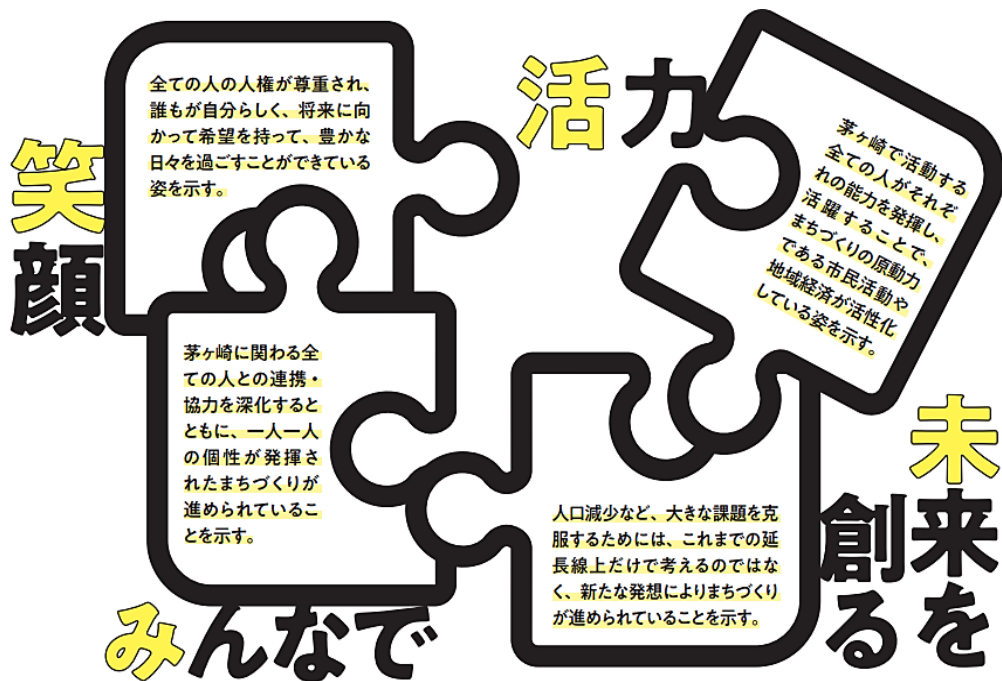 笑顔
全ての人の人権が尊重され、
誰もが自分らしく、将来に向
かって希望を持って、豊かな
日々を過ごすことができている
姿を示す。
活力
茅ヶ崎で活動する
全ての人がそれぞ
れの能力を発揮し、
活躍することで、
まちづくりの原動力
である市民活動や
地域経済が活性化
している姿を示す。
みんなで
茅ヶ崎に関わる全
ての人との連携・
協力を深化すると
ともに、一人一人
の個性が発揮さ
れたまちづくりが
進められているこ
とを示す。
未来を
創る
人口減少など、大きな課題を克
服するためには、これまでの延
長線上だけで考えるのではな
く、新たな発想によりまちづくり
が進められていることを示す。